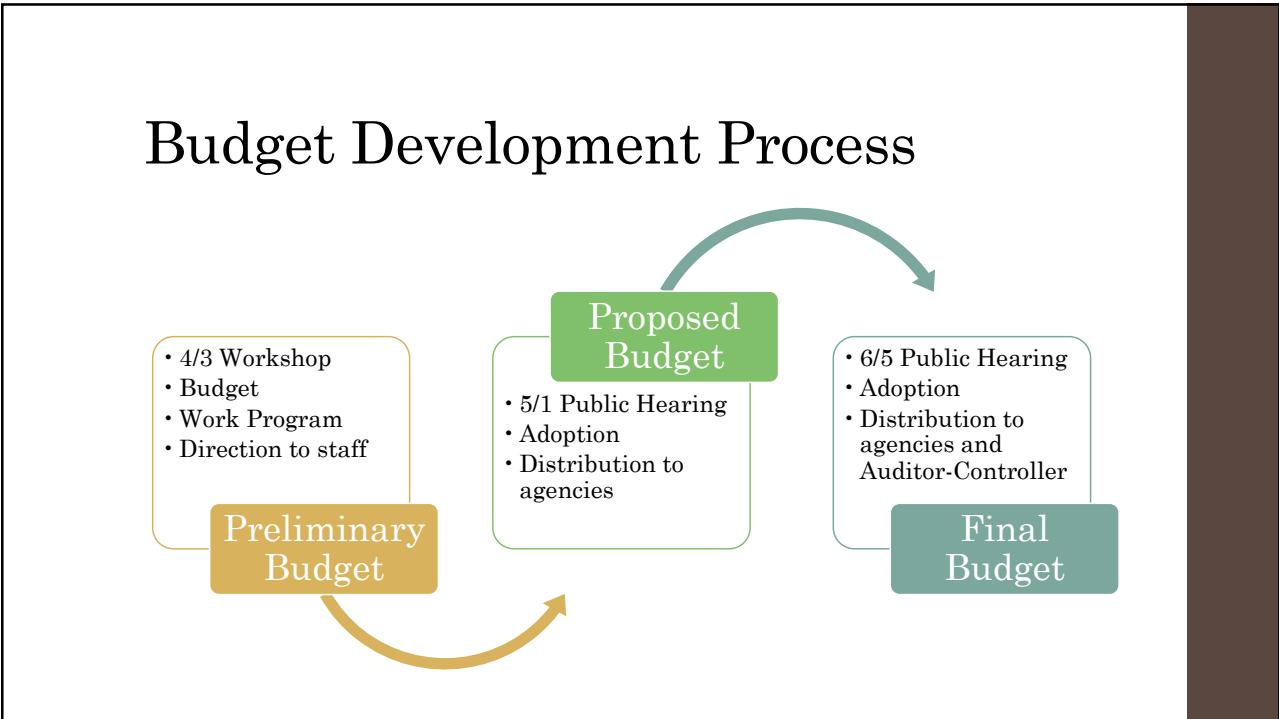 Budget Development Process
• 4/3 Workshop
• Budget
• Work Program
• Direction to staff
Preliminary
Budget
Proposed
Budget
• 5/1 Public Hearing
• Adoption
• Distribution to
agencies
• 6/5 Public Hearing
• Adoption
• Distribution to
agencies and
Auditor-Controller
Final
Budget